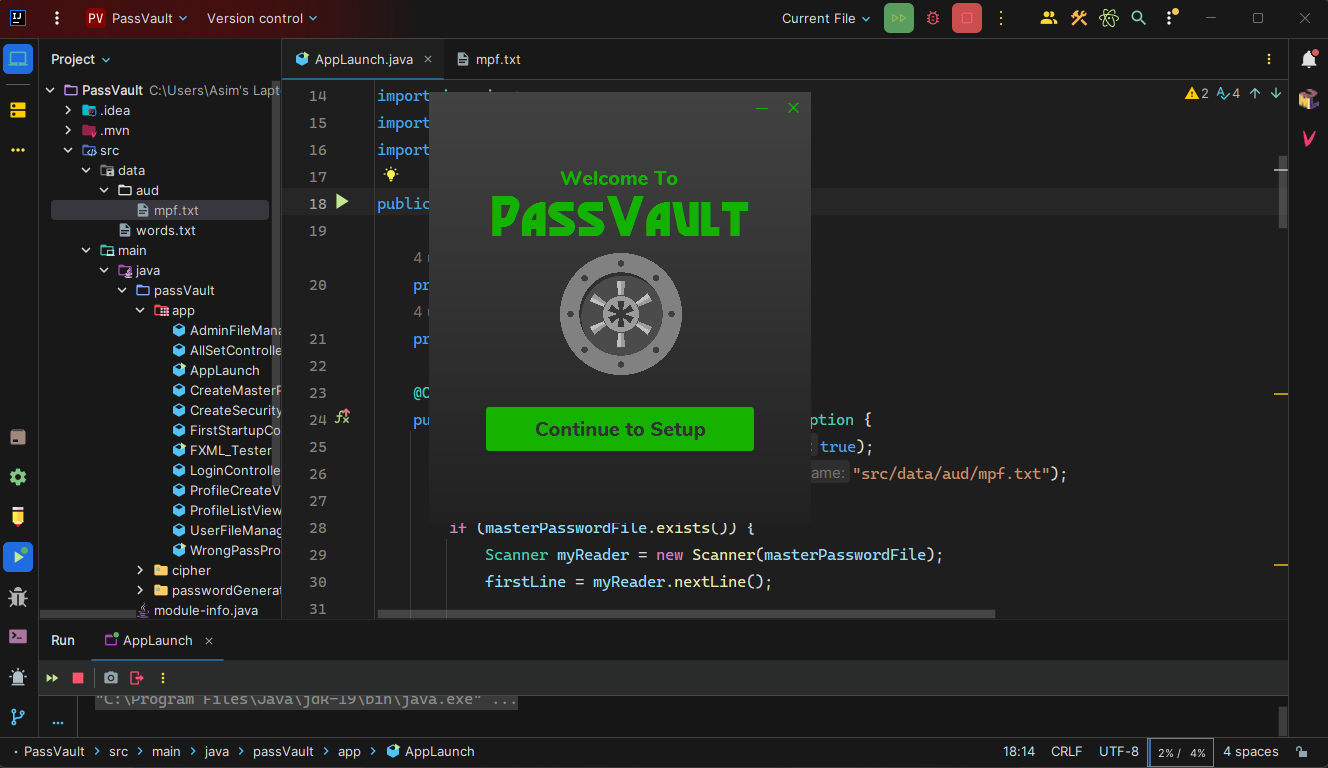 PV PassVault Version control Current File
Project
AppLaunch.java
mpf.txt
PassVault C:\Users\Asim's Lapt
.idea
.mvn
src
data
aud
mpf.txt
words.txt
main
java
passVault
app
AdminFileMana
AllSetControlle
AppLaunch
CreateMasterP
CreateSecurity
FirstStartupCo
FXML_Tester
LoginControlle
ProfileCreateV
ProfileListView
UserFileManag
WrongPassPro
cipher
passwordGenerat
module-info.java
2 4
14 import
15 import
16 import
17
18 public
19
4
20 pr
4
21 pr
22
23 @O
24 pu ption {
25 : true);
26 name: "src/data/aud/mpf.txt");
27
28 if (masterPasswordFile.exists()) {
29 Scanner myReader = new Scanner(masterPasswordFile);
30 firstLine = myReader.nextLine();
31
Welcome To
PassVault
Continue to Setup
Run AppLaunch
"C:\Program Files\Java\jdk-19\bin\java.exe" ...
PassVault src main java passVault app AppLaunch 18:14 CRLF UTF-8 2% / 4% 4 spaces